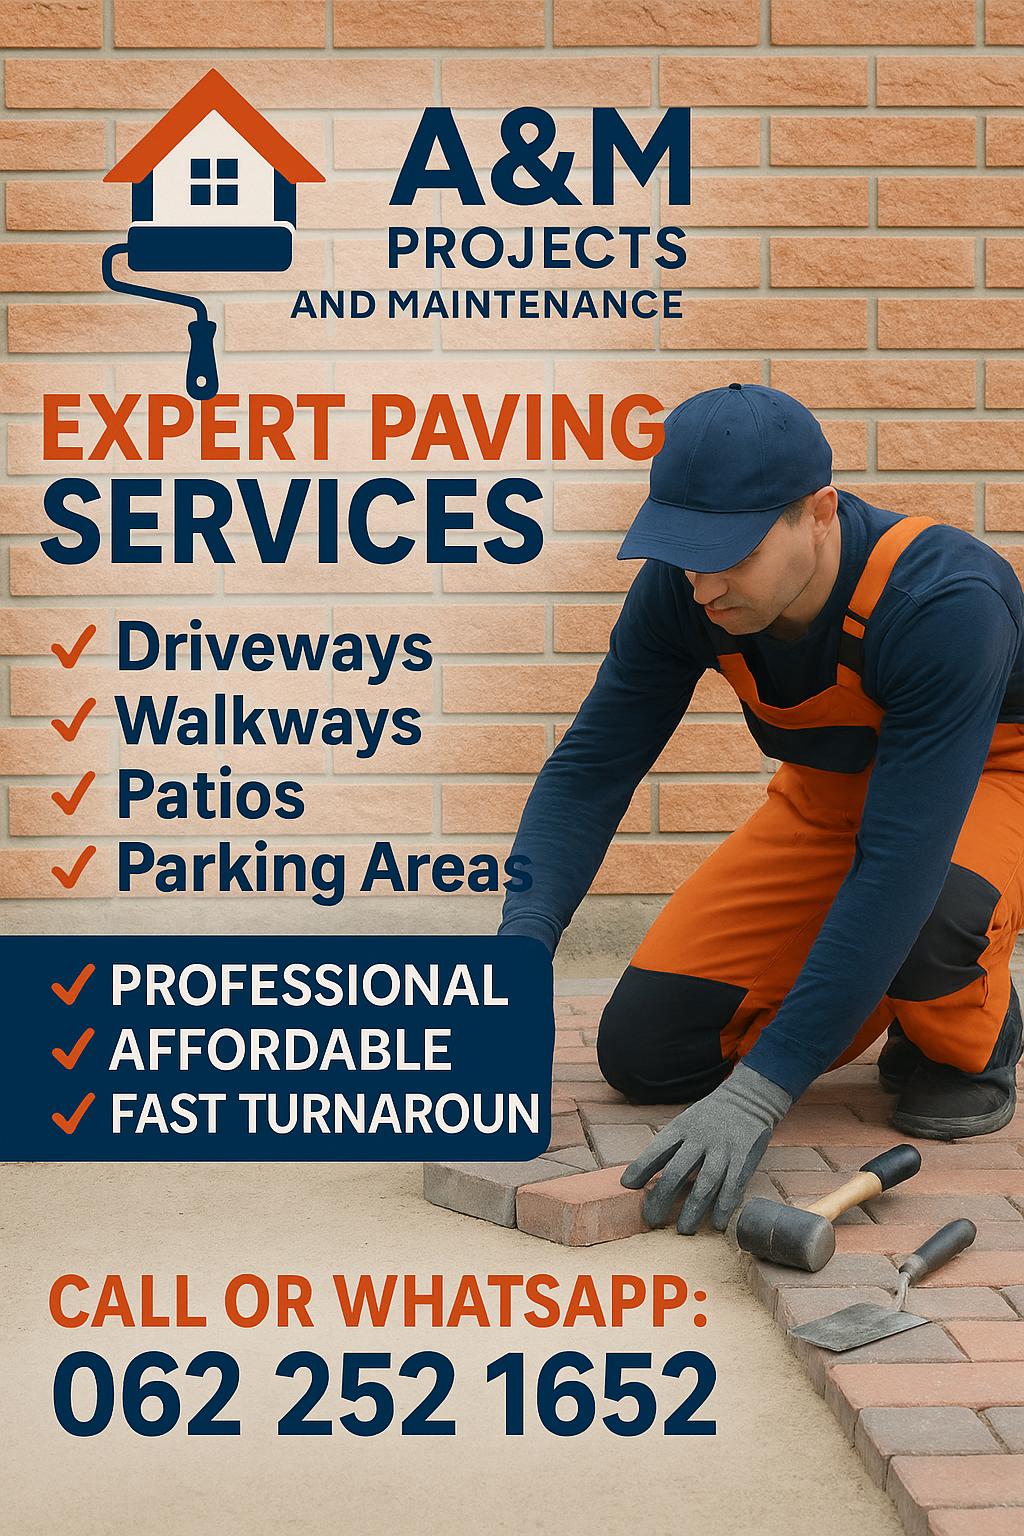 A&M
PROJECTS
AND MAINTENANCE
EXPERT PAVING
SERVICES
Driveways
Walkways
Patios
Parking Areas
PROFESSIONAL
AFFORDABLE
FAST TURNAROUN
CALL OR WHATSAPP:
062 252 1652